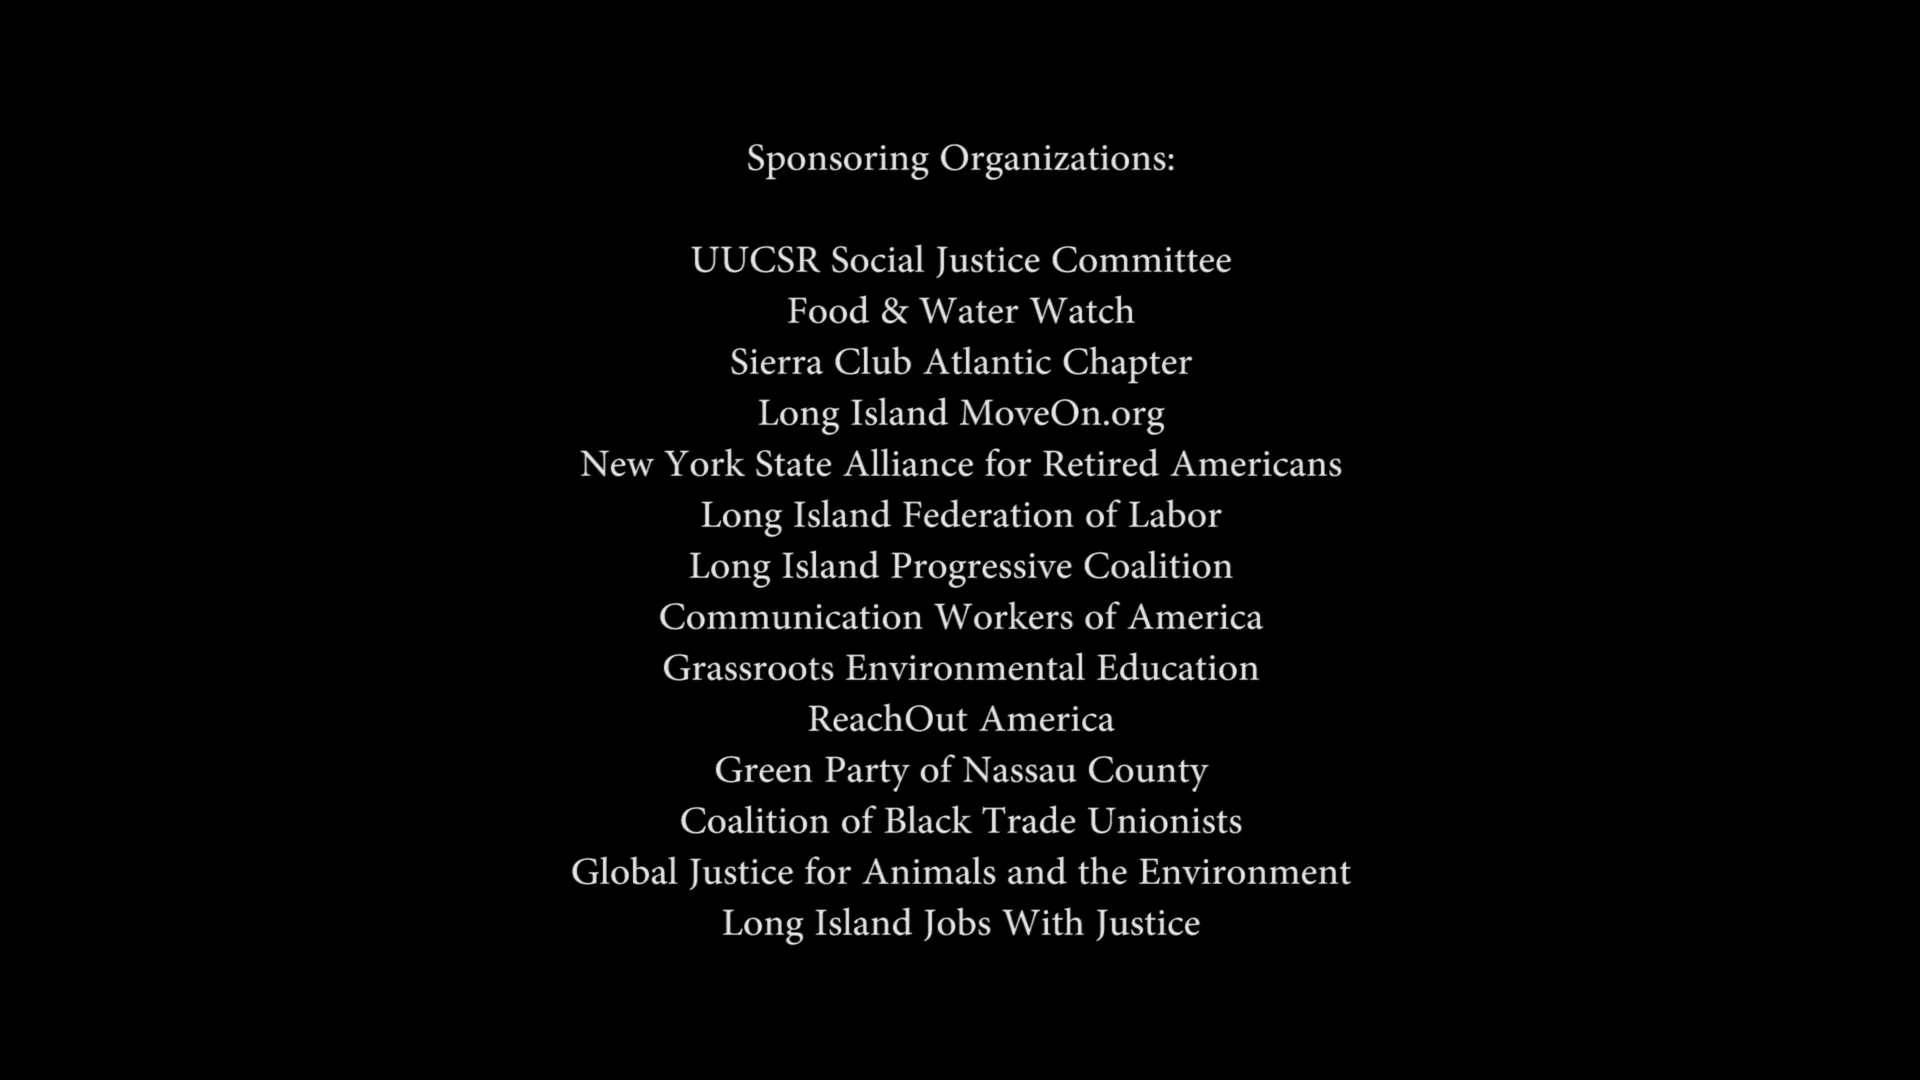 Sponsoring Organizations:
UUCSR Social Justice Committee
Food & Water Watch
Sierra Club Atlantic Chapter
Long Island MoveOn.org
New York State Alliance for Retired Americans
Long Island Federation of Labor
Long Island Progressive Coalition
Communication Workers of America
Grassroots Environmental Education
ReachOut America
Green Party of Nassau County
Coalition of Black Trade Unionists
Global Justice for Animals and the Environment
Long Island Jobs With Justice